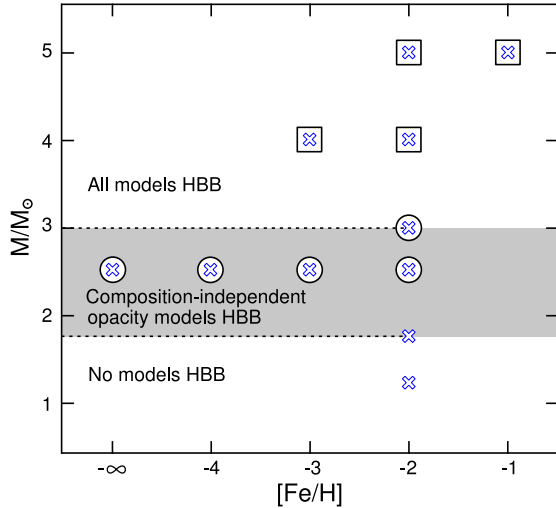 5
4
All models HBB
M/M☉
3
Composition-independent
opacity models HBB
2
No models HBB
1
-∞ -4 -3 -2 -1
[Fe/H]